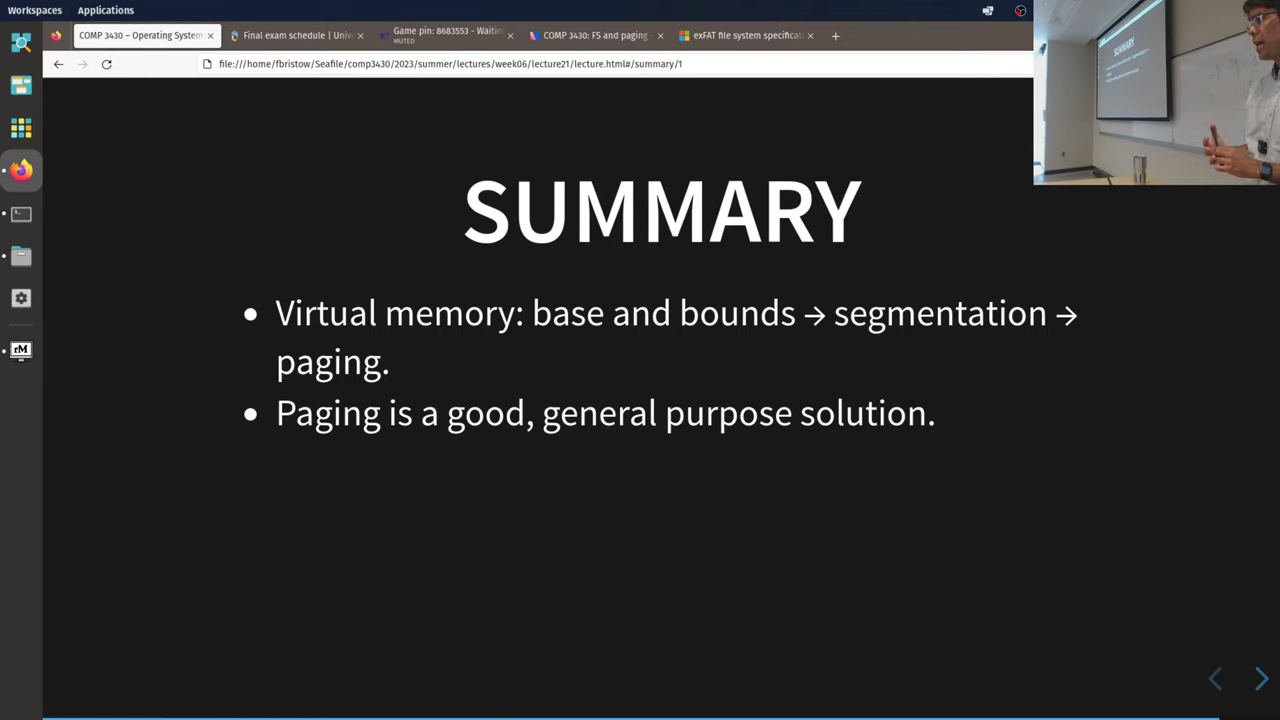 Workspaces Applications
COMP 3430 – Operating System
Final exam schedule | Univ
Game pin: 8683553 - Waitin
MUTED
COMP 3430: FS and paging
exFAT file system specificat
file:///home/fbristow/Seafile/comp3430/2023/summer/lectures/week06/lecture21/lecture.html#/summary/1
SUMMARY
SUMMARY
• Virtual memory: base and bounds → segmentation →
paging.
• Paging is a good, general purpose solution.
rM